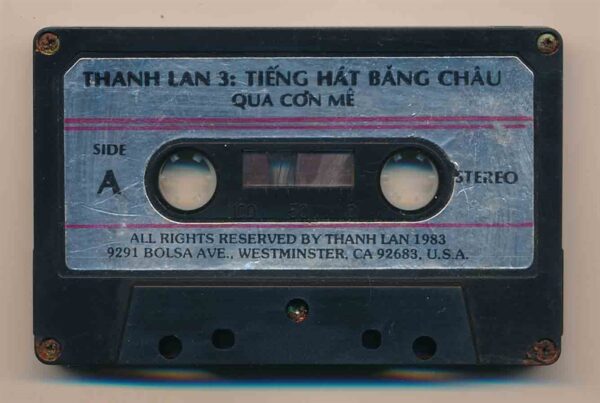 THANH LAN 3: TIẾNG HÁT BĂNG CHÂU
QUA CƠN MÊ
SIDE
A
STEREO
ALL RIGHTS RESERVED BY THANH LAN 1983
9291 BOLSA AVE., WESTMINSTER, CA 92683, U.S.A.